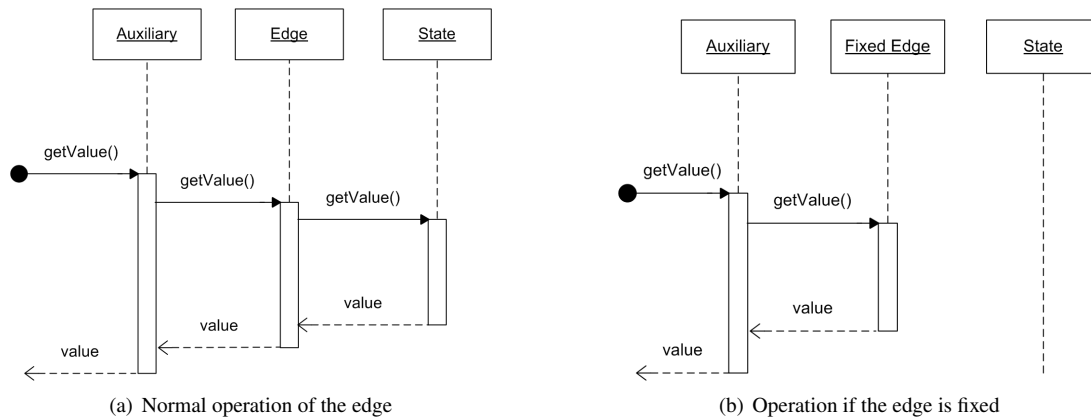 Auxiliary
Edge
State
getValue()
getValue()
getValue()
value
value
value
(a) Normal operation of the edge
Auxiliary
Fixed Edge
State
getValue()
getValue()
value
value
(b) Operation if the edge is fixed